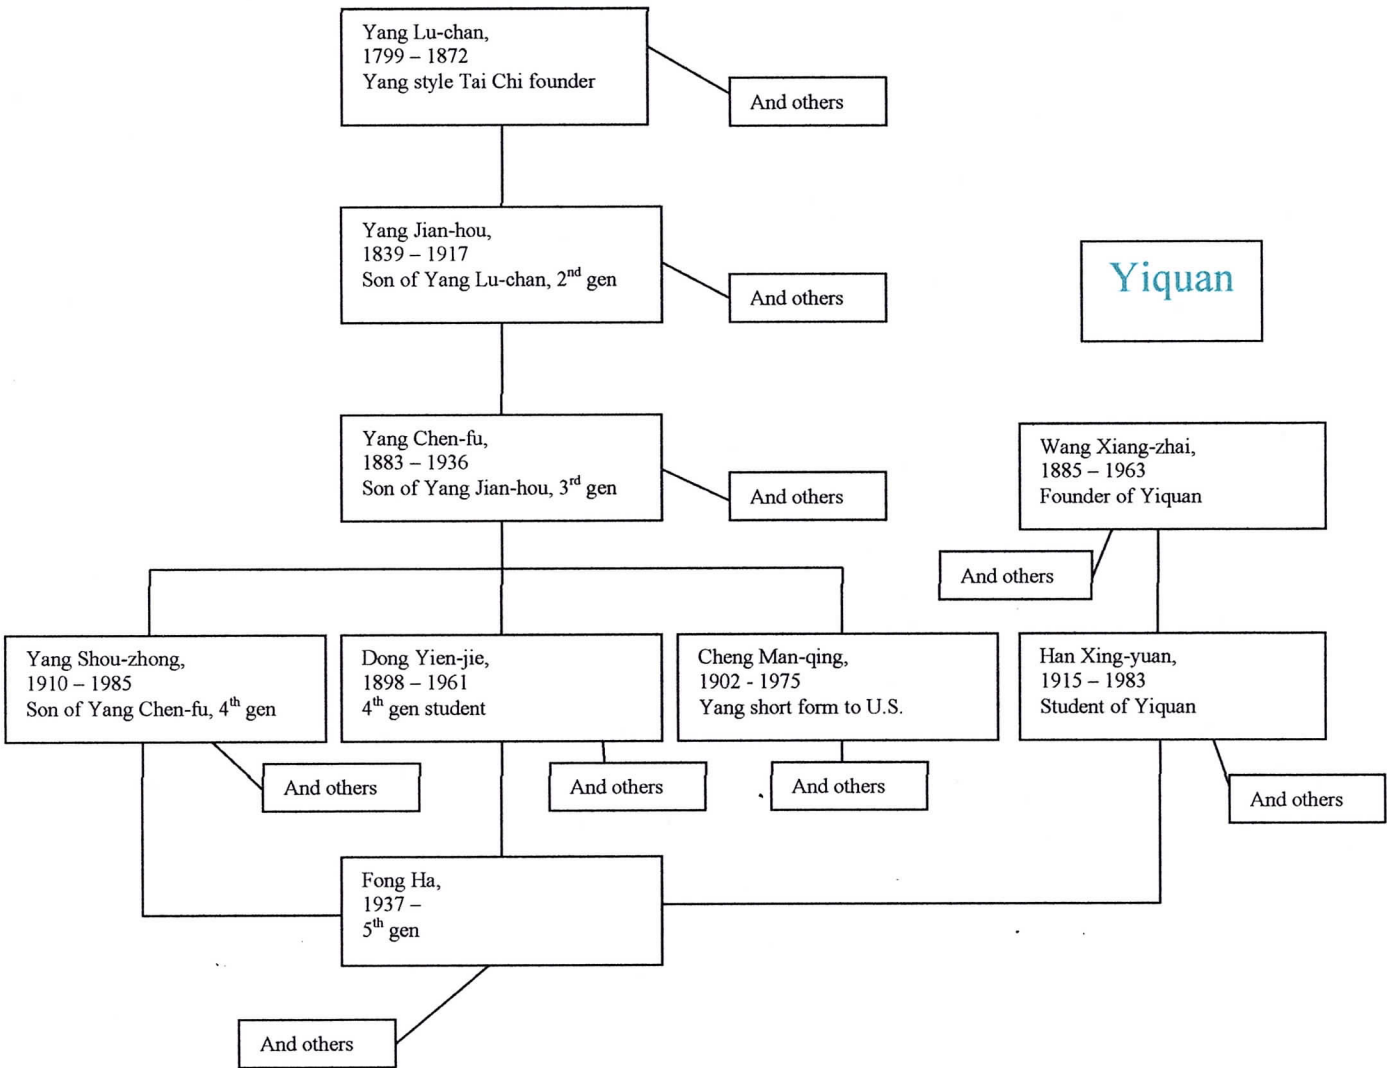 Yang Lu-chan,
1799 – 1872
Yang style Tai Chi founder
And others
Yang Jian-hou,
1839 – 1917
Son of Yang Lu-chan, 2nd gen
And others
Yiquan
Yang Chen-fu,
1883 – 1936
Son of Yang Jian-hou, 3rd gen
And others
Wang Xiang-zhai,
1885 – 1963
Founder of Yiquan
And others
Yang Shou-zhong,
1910 – 1985
Son of Yang Chen-fu, 4th gen
And others
Dong Yien-jie,
1898 – 1961
4th gen student
And others
Cheng Man-qing,
1902 - 1975
Yang short form to U.S.
And others
Han Xing-yuan,
1915 – 1983
Student of Yiquan
And others
Fong Ha,
1937 –
5th gen
And others